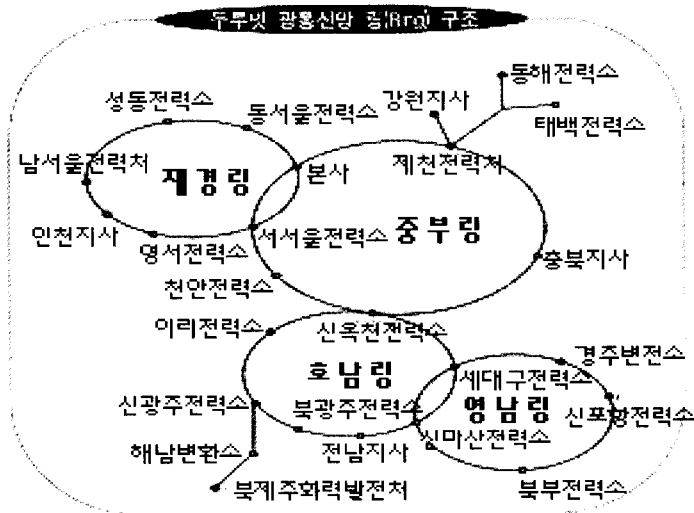 두루넷 광통신망 링(Ring) 구조
동해전력소
성동전력소
동서울전력소
강원지사
태백전력소
남서울전력처
재경링
본사
제천전력처
인천지사
영서전력소
서서울전력소
중부링
충북지사
천안전력소
이리전력소
신옥천전력소
호남링
세대구전력소
경주변전소
신광주전력소
북광주전력소
영남링
신포항전력소
해남변환소
전남지사
신마산전력소
북제주화력발전처
북부전력소